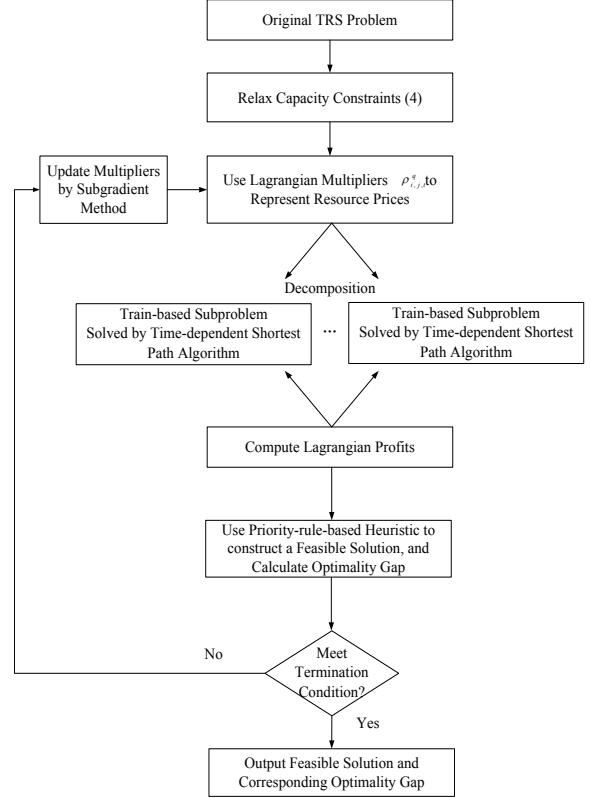 Original TRS Problem
Relax Capacity Constraints (4)
Update Multipliers
by Subgradient
Method
Use Lagrangian Multipliers ρ^q_{i,j,t} to
Represent Resource Prices
Decomposition
Train-based Subproblem
Solved by Time-dependent Shortest
Path Algorithm
...
Train-based Subproblem
Solved by Time-dependent Shortest
Path Algorithm
Compute Lagrangian Profits
Use Priority-rule-based Heuristic to
construct a Feasible Solution, and
Calculate Optimality Gap
No
Meet
Termination
Condition?
Yes
Output Feasible Solution and
Corresponding Optimality Gap